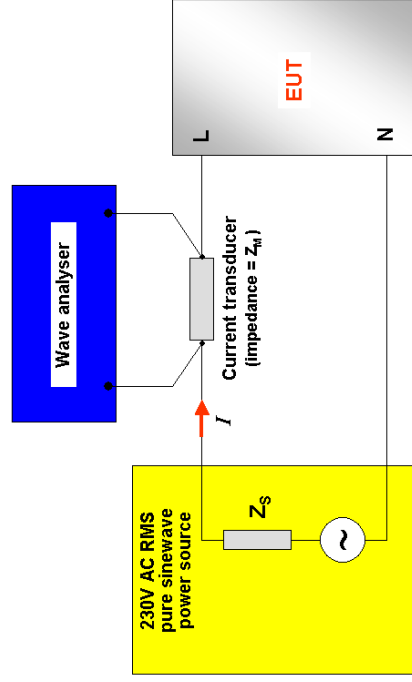 Wave analyser
230V AC RMS
pure sinewave
power source
Z_S
~
I
Current transducer
(impedance = Z_M)
L
EUT
N